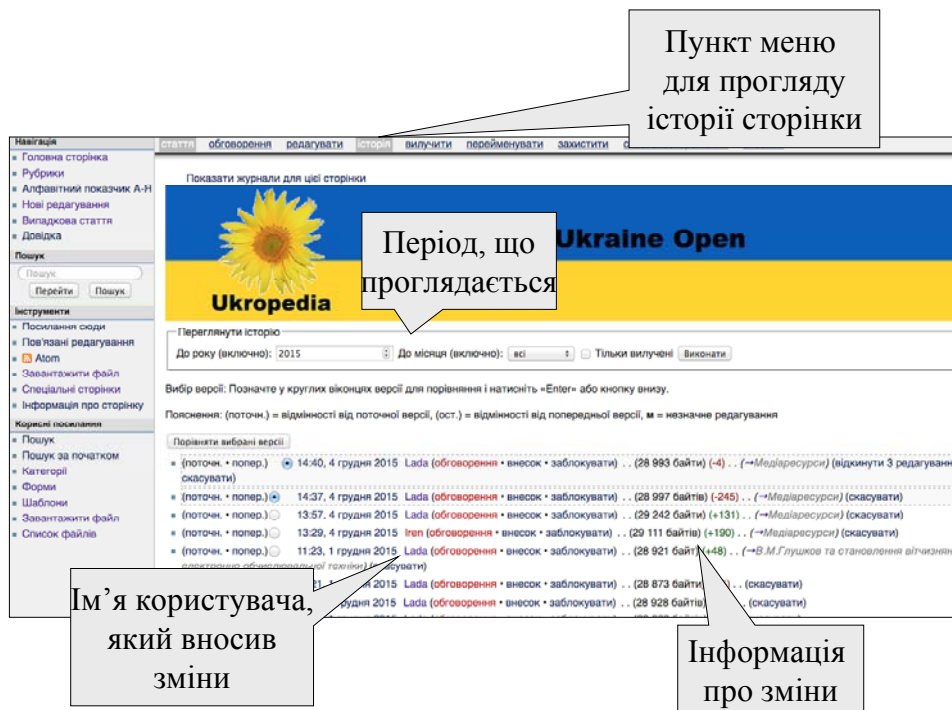 Пункт меню
для прогляду
історії сторінки
Навігація
Головна сторінка
Рубрики
Алфавітний показчик А-Н
Нові редагування
Випадкова стаття
Довідка
Пошук
Пошук
Перейти Пошук
Інструменти
Посилання сюди
Пов'язані редагування
Atom
Завантажити файл
Спеціальні сторінки
Інформація про сторінку
Корисні посилання
Пошук
Пошук за початком
Категорії
Форми
Шаблони
Завантажити файл
Список файлів
стаття обговорення редагувати історія вилучити перейменувати захистити
Показати журнали для цієї сторінки
Ukraine Open
Ukropedia
Період, що
проглядається
Переглянути історію
До року (включно): 2015 До місяця (включно): всі Тільки вилучені Виконати
Вибір версії: Позначте у круглих віконцях версії для порівняння і натисніть «Enter» або кнопку внизу.
Пояснення: (поточн.) = відмінності від поточної версії, (ост.) = відмінності від попередньої версії, м = незначне редагування
Порівняти вибрані версії
(поточн. • попер.) 14:40, 4 грудня 2015 Lada (обговорення • внесок • заблокувати) . . (28 993 байти) (-4) . . (→Медіаресурси) (відкинути 3 редагуванн
скасувати)
(поточн. • попер.) 14:37, 4 грудня 2015 Lada (обговорення • внесок • заблокувати) . . (28 997 байтів) (-245) . . (→Медіаресурси) (скасувати)
(поточн. • попер.) 13:57, 4 грудня 2015 Lada (обговорення • внесок • заблокувати) . . (29 242 байти) (+131) . . (→Медіаресурси) (скасувати)
(поточн. • попер.) 13:29, 4 грудня 2015 Iren (обговорення • внесок • заблокувати) . . (29 111 байтів) (+190) . . (→Медіаресурси) (скасувати)
(поточн. • попер.) 11:23, 1 грудня 2015 Lada (обговорення • внесок • заблокувати) . . (28 921 байт) (+48) . . (→В.М.Глушков та становлення вітчизнян
електронно обчислювальної техніки) (скасувати)
грудня 2015 Lada (обговорення • внесок • заблокувати) . . (28 873 байти) . . (скасувати)
грудня 2015 Lada (обговорення • внесок • заблокувати) . . (28 928 байтів) . . (скасувати)
Ім’я користувача,
який вносив
зміни
Інформація
про зміни